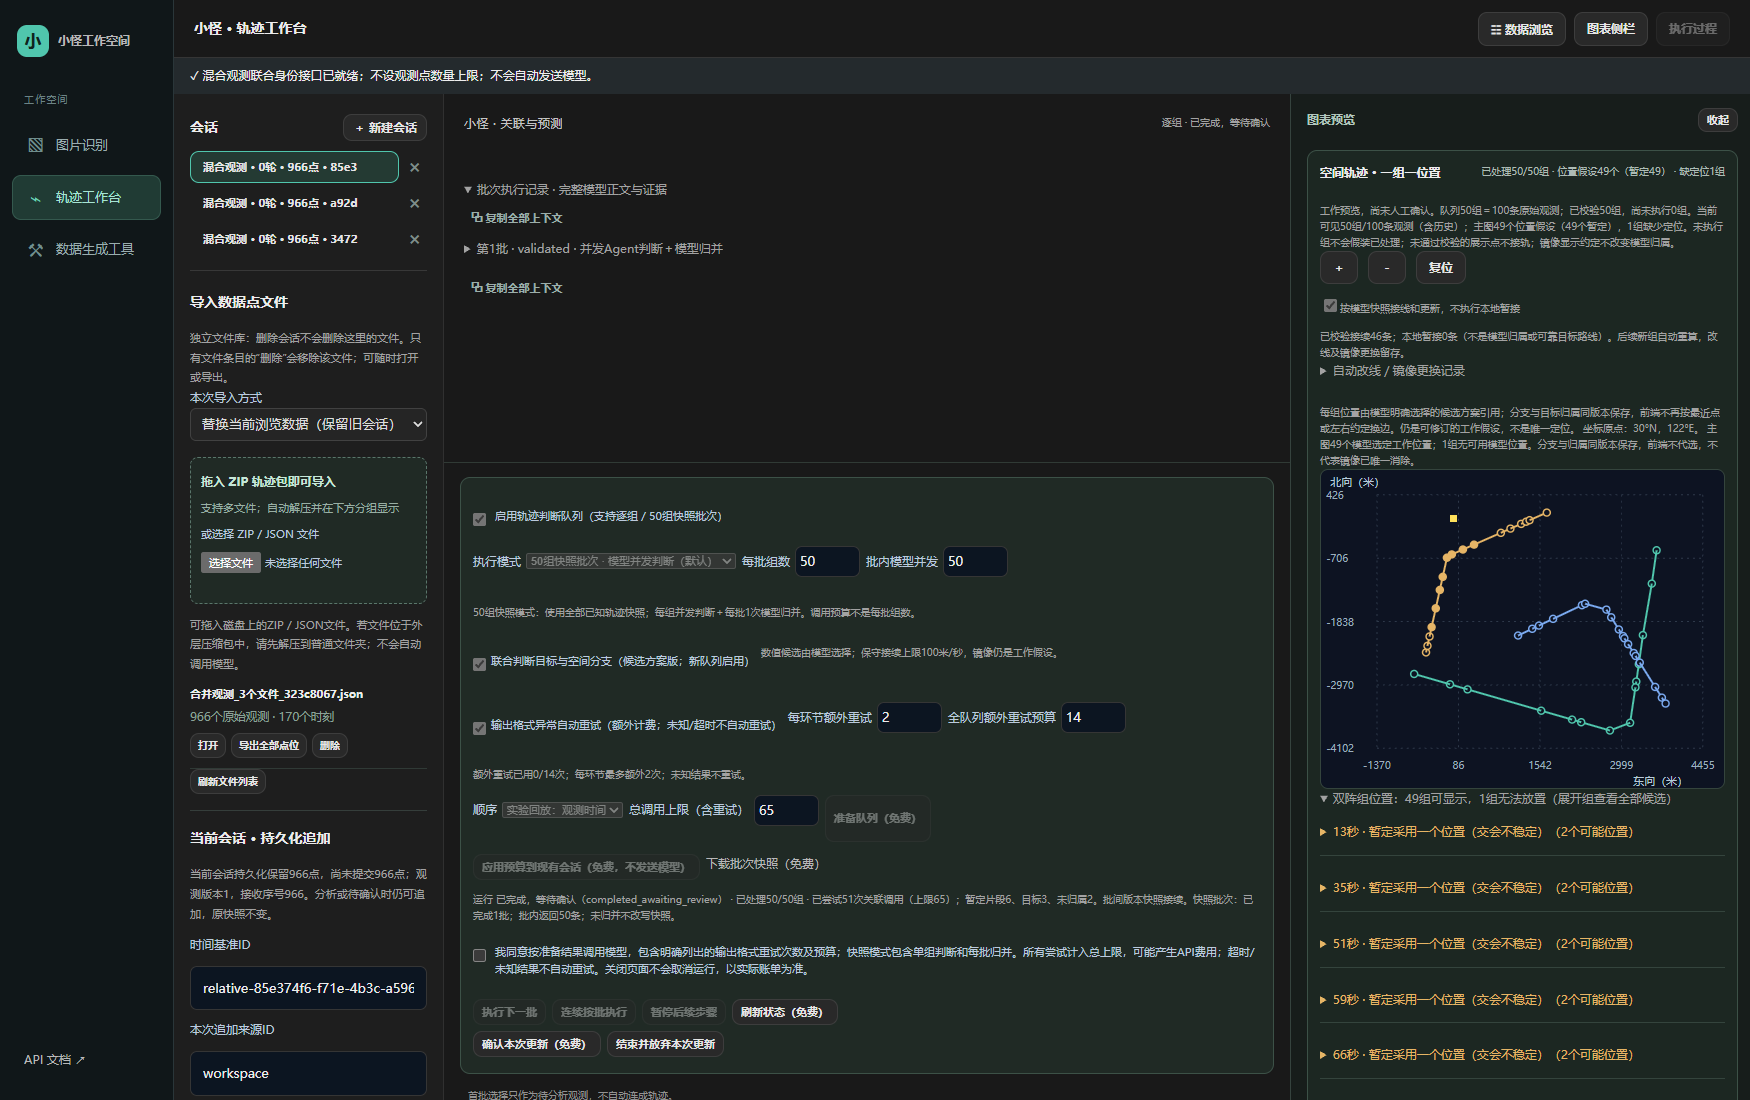 小 小怪工作空间
工作空间
图片识别
轨迹工作台
数据生成工具
API 文档 ↗
小怪 • 轨迹工作台
☷ 数据浏览
图表侧栏
执行过程
✓ 混合观测联合身份接口已就绪；不设观测点数量上限；不会自动发送模型。
会话
+ 新建会话
混合观测 • 0轮 • 966点 • 85e3 ✕
混合观测 • 0轮 • 966点 • a92d ✕
混合观测 • 0轮 • 966点 • 3472 ✕
导入数据点文件
独立文件库：删除会话不会删除这里的文件。只
有文件条目的“删除”会移除该文件；可随时打开
或导出。
本次导入方式
替换当前浏览数据（保留旧会话）
拖入 ZIP 轨迹包即可导入
支持多文件；自动解压并在下方分组显示
或选择 ZIP / JSON 文件
选择文件 未选择任何文件
可拖入磁盘上的ZIP / JSON文件。若文件位于外
层压缩包中，请先解压到普通文件夹；不会自动
调用模型。
合并观测_3个文件_323c8067.json
966个原始观测 · 170个时刻
打开
导出全部点位
删除
刷新文件列表
当前会话 • 持久化追加
当前会话持久化保留966点，尚未提交966点；观
测版本1，接收序号966。分析或待确认时仍可追
加，原快照不变。
时间基准ID
relative-85e374f6-f71e-4b3c-a596
本次追加来源ID
workspace
小怪 · 关联与预测
逐组 · 已完成，等待确认
▼ 批次执行记录 · 完整模型正文与证据
复制全部上下文
▶ 第1批 · validated · 并发Agent判断 + 模型归并
复制全部上下文
启用轨迹判断队列（支持逐组 / 50组快照批次）
执行模式 50组快照批次 · 模型并发判断（默认） 每批组数 50 批内模型并发 50
50组快照模式：使用全部已知轨迹快照；每组并发判断 + 每批1次模型归并。调用预算不是每批组数。
联合判断目标与空间分支（候选方案版；新队列启用） 数值候选由模型选择；保守接续上限100米/秒，镜像仍是工作假设。
输出格式异常自动重试（额外计费；未知/超时不自动重试） 每环节额外重试 2 全队列额外重试预算 14
额外重试已用0/14次；每环节最多额外2次；未知结果不重试。
顺序 实验回放：观测时间 总调用上限（含重试） 65 准备队列（免费）
应用预算到现有会话（免费，不发送模型） 下载批次快照（免费）
运行 已完成，等待确认（completed_awaiting_review） · 已处理50/50组 · 已尝试51次关联调用（上限65）；暂定片段6、目标3、未归属2。批间版本快照接续。快照批次：已
完成1批；批内返回50条；未归并不改写快照。
我同意按准备结果调用模型，包含明确列出的输出格式重试次数及预算；快照模式包含单组判断和每批归并。所有尝试计入总上限，可能产生API费用；超时/
未知结果不自动重试。关闭页面不会取消运行，以实际账单为准。
执行下一批
连续按批执行
暂停后续步骤
刷新状态（免费）
确认本次更新（免费）
结束并放弃本次更新
首批选择只作为待分析观测，不自动连成轨迹。
图表预览
收起
空间轨迹 • 一组一位置
已处理50/50组 · 位置假设49个（暂定49） · 缺定位1组
工作预览，尚未人工确认。队列50组＝100条原始观测；已校验50组，尚未执行0组。当前
可见50组/100条观测（含历史）；主图49个位置假设（49个暂定），1组缺少定位。未执行
组不会假装已处理；未通过校验的展示点不接轨；镜像显示约定不改变模型归属。
+
-
复位
按模型快照接线和更新，不执行本地暂接
已校验接续46条；本地暂接0条（不是模型归属或可靠目标路线）。后续新组自动重算，改
线及镜像更换留存。
▶ 自动改线 / 镜像更换记录
每组位置由模型明确选择的候选方案引用；分支与目标归属同版本保存，前端不再按最近点
或左右约定换边。仍是可修订的工作假设，不是唯一定位。 坐标原点：30°N，122°E。 主
图49个模型选定工作位置；1组无可用模型位置。分支与归属同版本保存，前端不代选，不
代表镜像已唯一消除。
北向（米）
426
-706
-1838
-2970
-4102
-1370 86 1542 2999 4455
东向（米）
▼ 双阵组位置：49组可显示，1组无法放置（展开组查看全部候选）
▶ 13秒 · 暂定采用一个位置（交会不稳定）（2个可能位置）
▶ 35秒 · 暂定采用一个位置（交会不稳定）（2个可能位置）
▶ 51秒 · 暂定采用一个位置（交会不稳定）（2个可能位置）
▶ 59秒 · 暂定采用一个位置（交会不稳定）（2个可能位置）
▶ 66秒 · 暂定采用一个位置（交会不稳定）（2个可能位置）